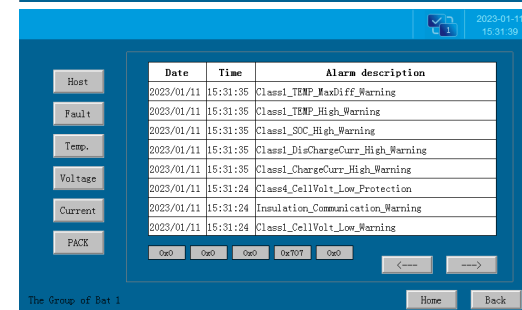 2023-01-11
1
15:31:39
Date Time Alarm description
Host
2023/01/11 15:31:35 Class1_TEMP_MaxDiff_Warning
2023/01/11 15:31:35 Class1_TEMP_High_Warning
Fault
2023/01/11 15:31:35 Class1_SOC_High_Warning
Temp.
2023/01/11 15:31:35 Class1_DisChargeCurr_High_Warning
2023/01/11 15:31:35 Class1_ChargeCurr_High_Warning
Voltage
2023/01/11 15:31:24 Class4_CellVolt_Low_Protection
Current
2023/01/11 15:31:24 Insulation_Communication_Warning
2023/01/11 15:31:24 Class1_CellVolt_Low_Warning
PACK
0x0 0x0 0x0 0x707 0x0
<--- --->
The Group of Bat 1 Home Back